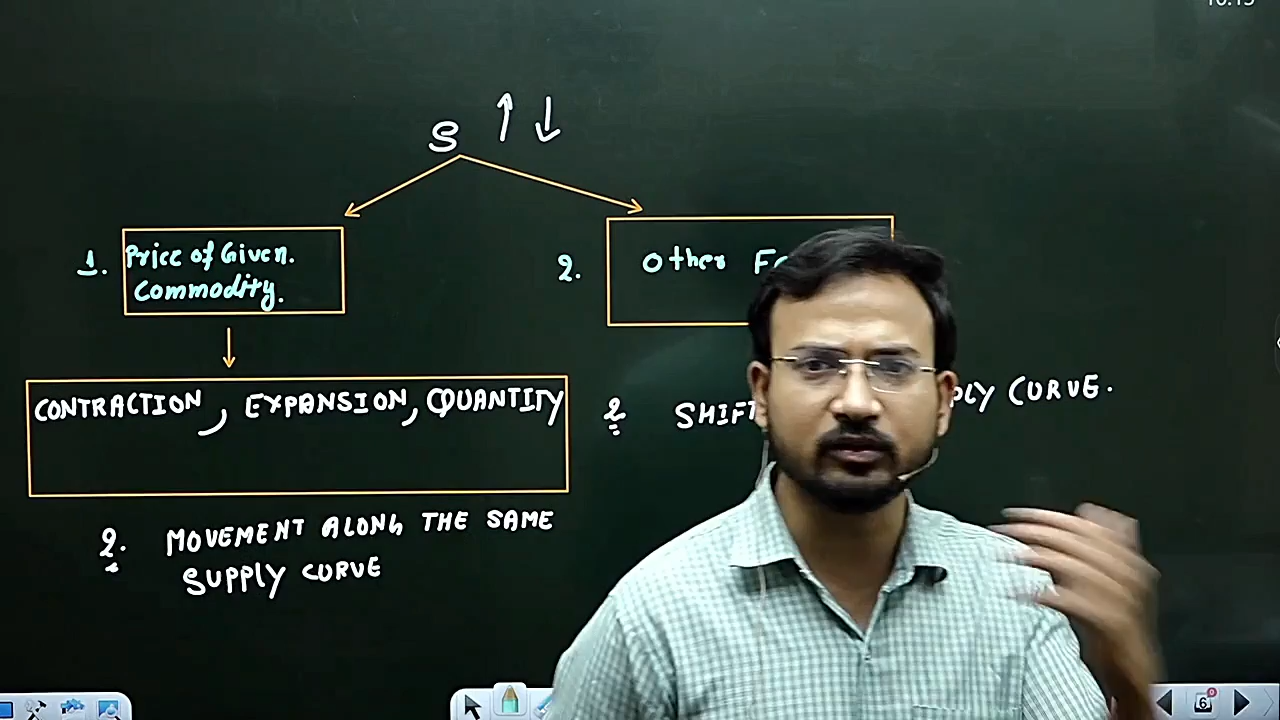 S ↑ ↓
1. Price of Given.
Commodity.
2. Other
CONTRACTION, EXPANSION, QUANTITY
2 SHIFT CURVE.
2. MOVEMENT ALONG THE SAME
SUPPLY CURVE
6